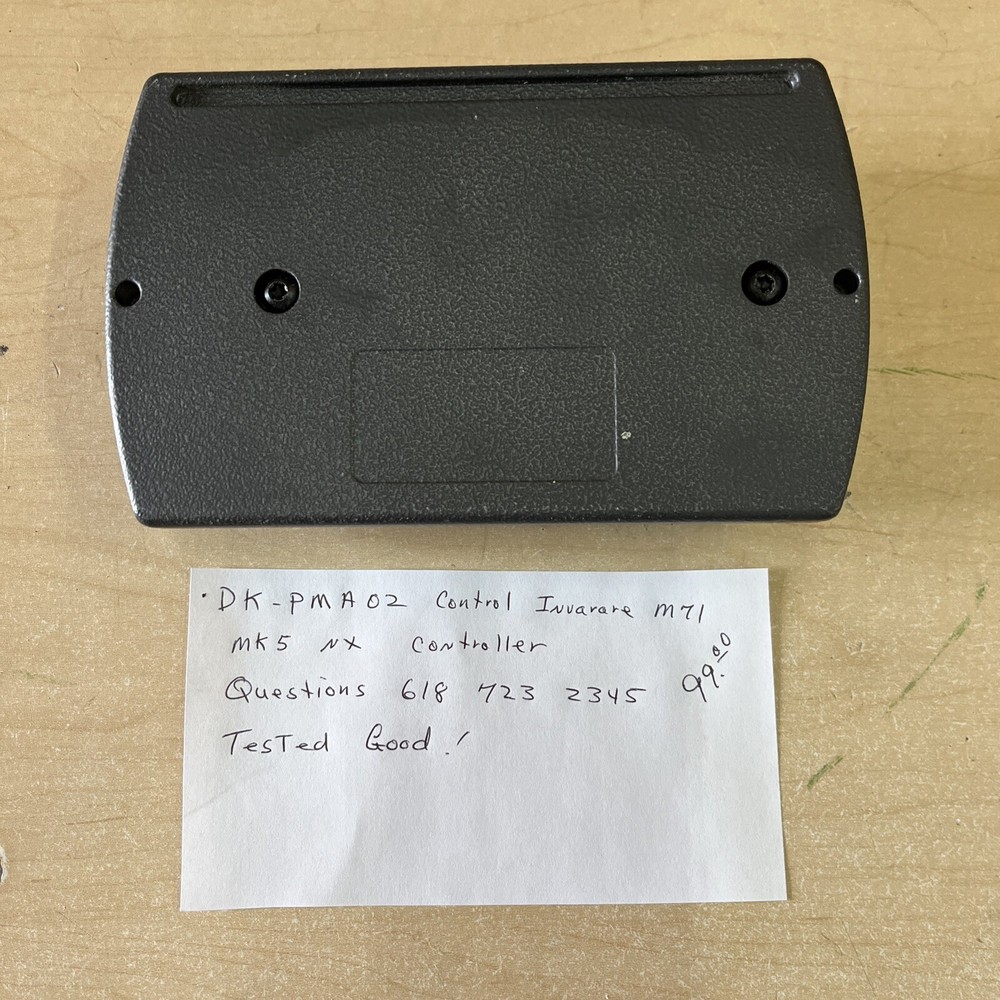 · DK-PMA02 Control Invarare M71
MK5 NX Controller
Questions 618 723 2345 99.00
TesTed Good!